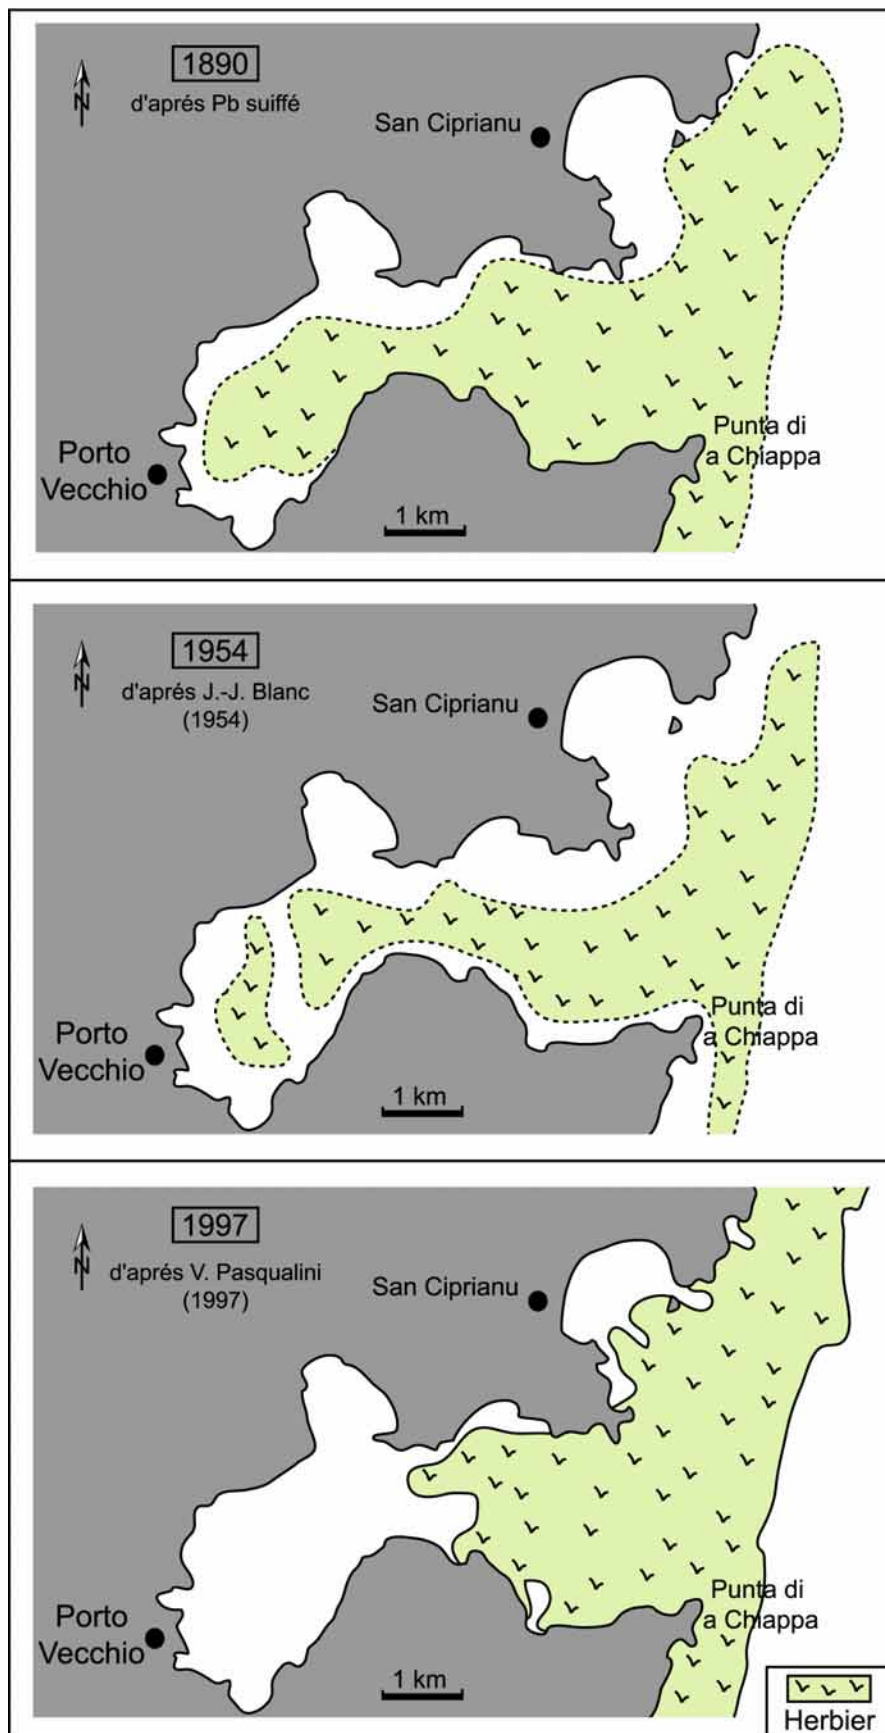 1890
d'aprés Pb suiffé
N
San Ciprianu
Porto
Vecchio
Punta di
a Chiappa
1 km
1954
d'aprés J.-J. Blanc
(1954)
N
San Ciprianu
Porto
Vecchio
Punta di
a Chiappa
1 km
1997
d'aprés V. Pasqualini
(1997)
N
San Ciprianu
Porto
Vecchio
Punta di
a Chiappa
1 km
Herbier